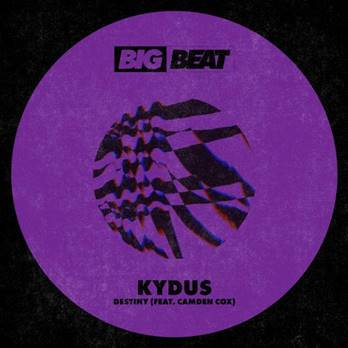 BIG BEAT
KYDUS
DESTINY (FEAT. CAMDEN COX)